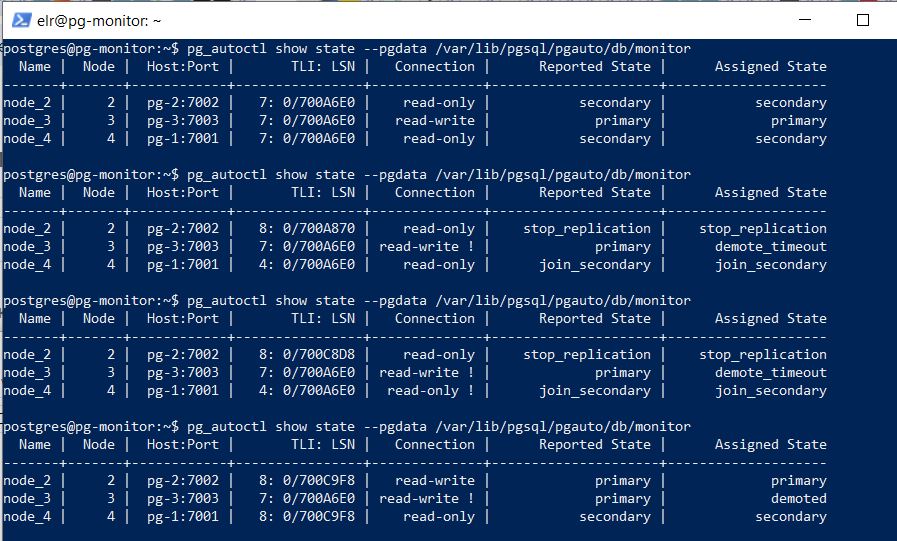 elr@pg-monitor: ~
postgres@pg-monitor:~$ pg_autoctl show state --pgdata /var/lib/pgsql/pgauto/db/monitor
  Name |  Node |  Host:Port |       TLI: LSN |   Connection |      Reported State |      Assigned State
-------+-------+------------+----------------+--------------+---------------------+--------------------
node_2 |     2 |  pg-2:7002 |   7: 0/700A6E0 |    read-only |           secondary |           secondary
node_3 |     3 |  pg-3:7003 |   7: 0/700A6E0 |   read-write |             primary |             primary
node_4 |     4 |  pg-1:7001 |   7: 0/700A6E0 |    read-only |           secondary |           secondary
postgres@pg-monitor:~$ pg_autoctl show state --pgdata /var/lib/pgsql/pgauto/db/monitor
  Name |  Node |  Host:Port |       TLI: LSN |   Connection |      Reported State |      Assigned State
-------+-------+------------+----------------+--------------+---------------------+--------------------
node_2 |     2 |  pg-2:7002 |   8: 0/700A870 |    read-only |    stop_replication |    stop_replication
node_3 |     3 |  pg-3:7003 |   7: 0/700A6E0 | read-write ! |             primary |      demote_timeout
node_4 |     4 |  pg-1:7001 |   4: 0/700A6E0 |    read-only |      join_secondary |      join_secondary
postgres@pg-monitor:~$ pg_autoctl show state --pgdata /var/lib/pgsql/pgauto/db/monitor
  Name |  Node |  Host:Port |       TLI: LSN |   Connection |      Reported State |      Assigned State
-------+-------+------------+----------------+--------------+---------------------+--------------------
node_2 |     2 |  pg-2:7002 |   8: 0/700C8D8 |    read-only |    stop_replication |    stop_replication
node_3 |     3 |  pg-3:7003 |   7: 0/700A6E0 | read-write ! |             primary |      demote_timeout
node_4 |     4 |  pg-1:7001 |   4: 0/700A6E0 |  read-only ! |      join_secondary |      join_secondary
postgres@pg-monitor:~$ pg_autoctl show state --pgdata /var/lib/pgsql/pgauto/db/monitor
  Name |  Node |  Host:Port |       TLI: LSN |   Connection |      Reported State |      Assigned State
-------+-------+------------+----------------+--------------+---------------------+--------------------
node_2 |     2 |  pg-2:7002 |   8: 0/700C9F8 |   read-write |             primary |             primary
node_3 |     3 |  pg-3:7003 |   7: 0/700A6E0 | read-write ! |             primary |             demoted
node_4 |     4 |  pg-1:7001 |   8: 0/700C9F8 |    read-only |           secondary |           secondary